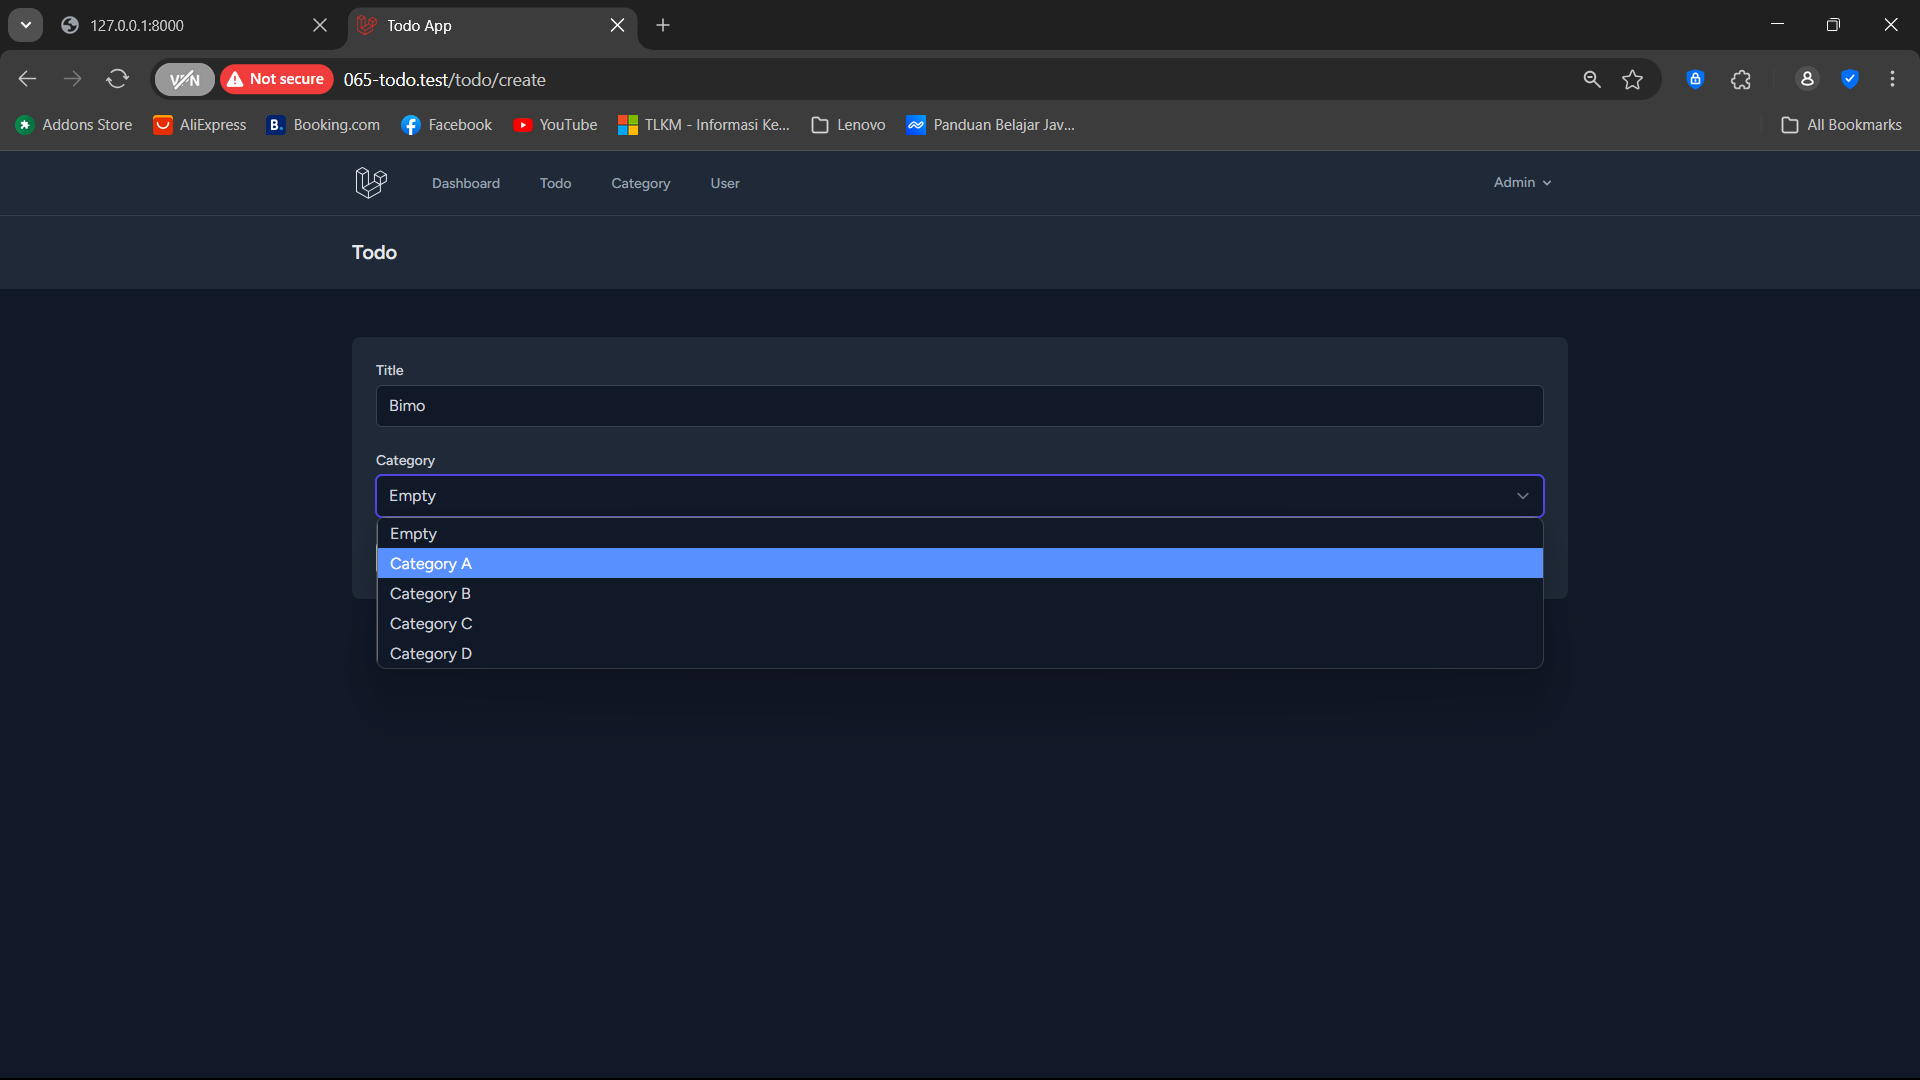 127.0.0.1:8000
Todo App
VPN
Not secure
065-todo.test/todo/create
Addons Store
AliExpress
B. Booking.com
Facebook
YouTube
TLKM - Informasi Ke...
Lenovo
Panduan Belajar Jav...
All Bookmarks
Dashboard
Todo
Category
User
Admin
Todo
Title
Bimo
Category
Empty
Empty
Category A
Category B
Category C
Category D